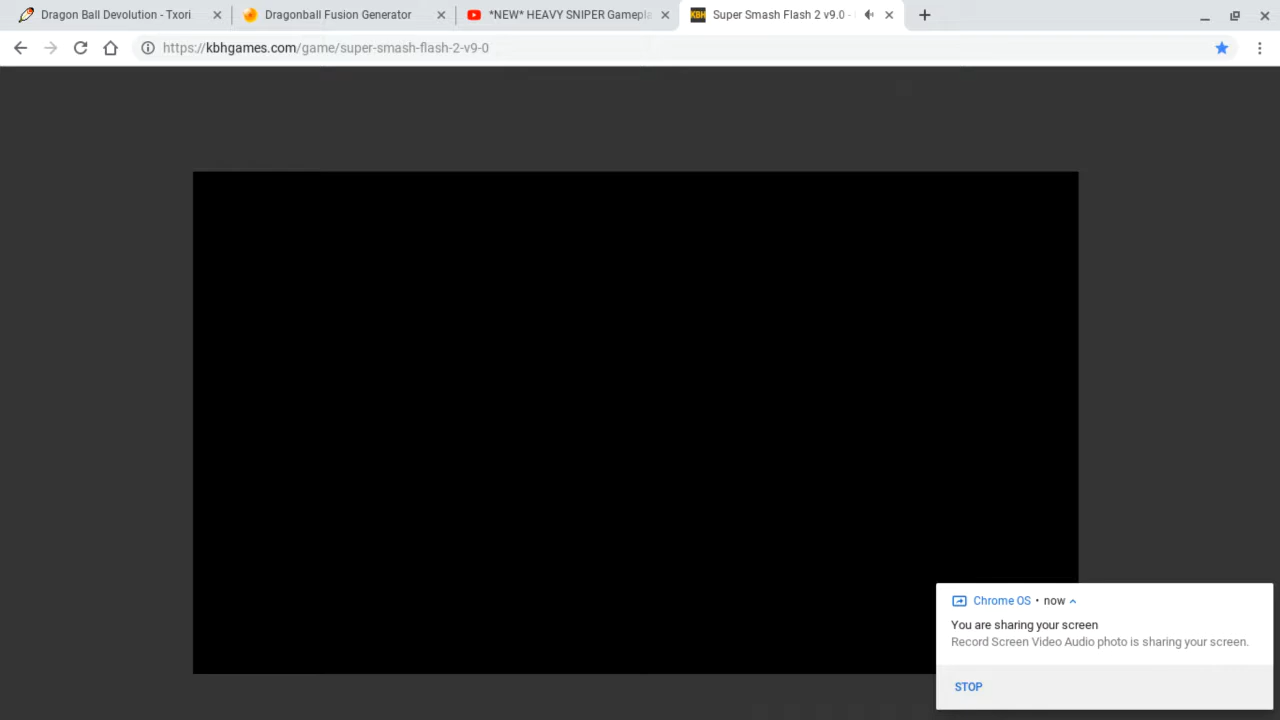 Dragon Ball Devolution - Txori
Dragonball Fusion Generator
*NEW* HEAVY SNIPER Gamepla
Super Smash Flash 2 v9.0 -
https://kbhgames.com/game/super-smash-flash-2-v9-0
Chrome OS • now
You are sharing your screen
Record Screen Video Audio photo is sharing your screen.
STOP